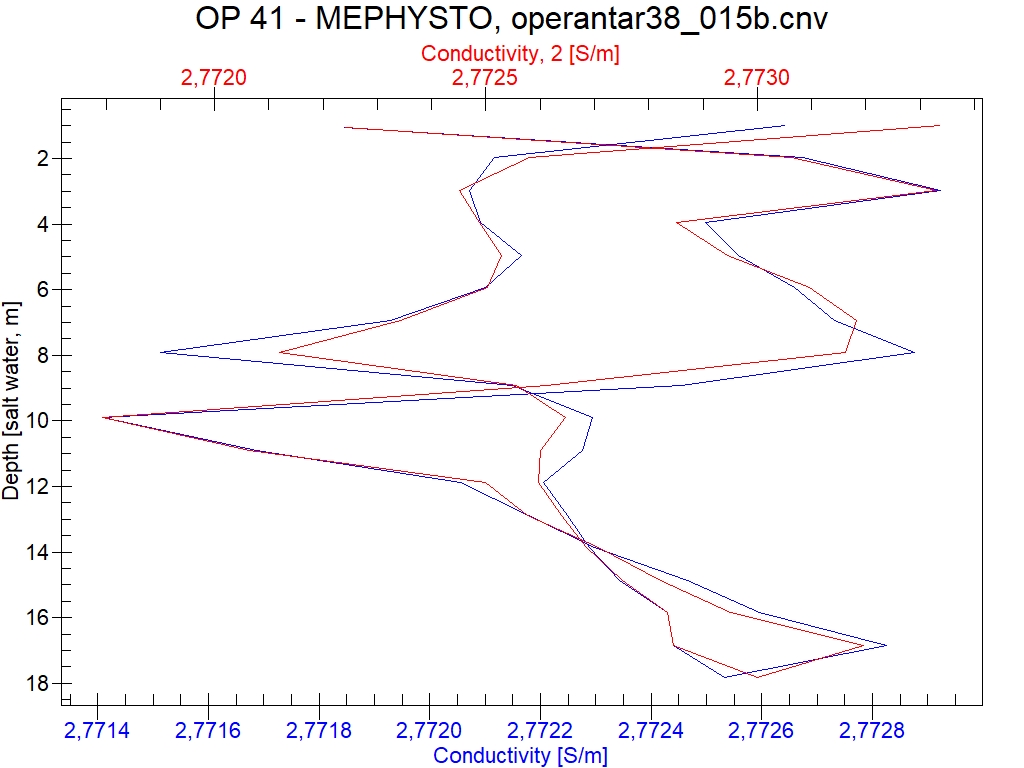 OP 41 - MEPHYSTO, operantar38_015b.cnv
Conductivity, 2 [S/m]
2,7720 2,7725 2,7730
2
4
6
8
10
12
14
16
18
Depth [salt water, m]
2,7714 2,7716 2,7718 2,7720 2,7722 2,7724 2,7726 2,7728
Conductivity [S/m]